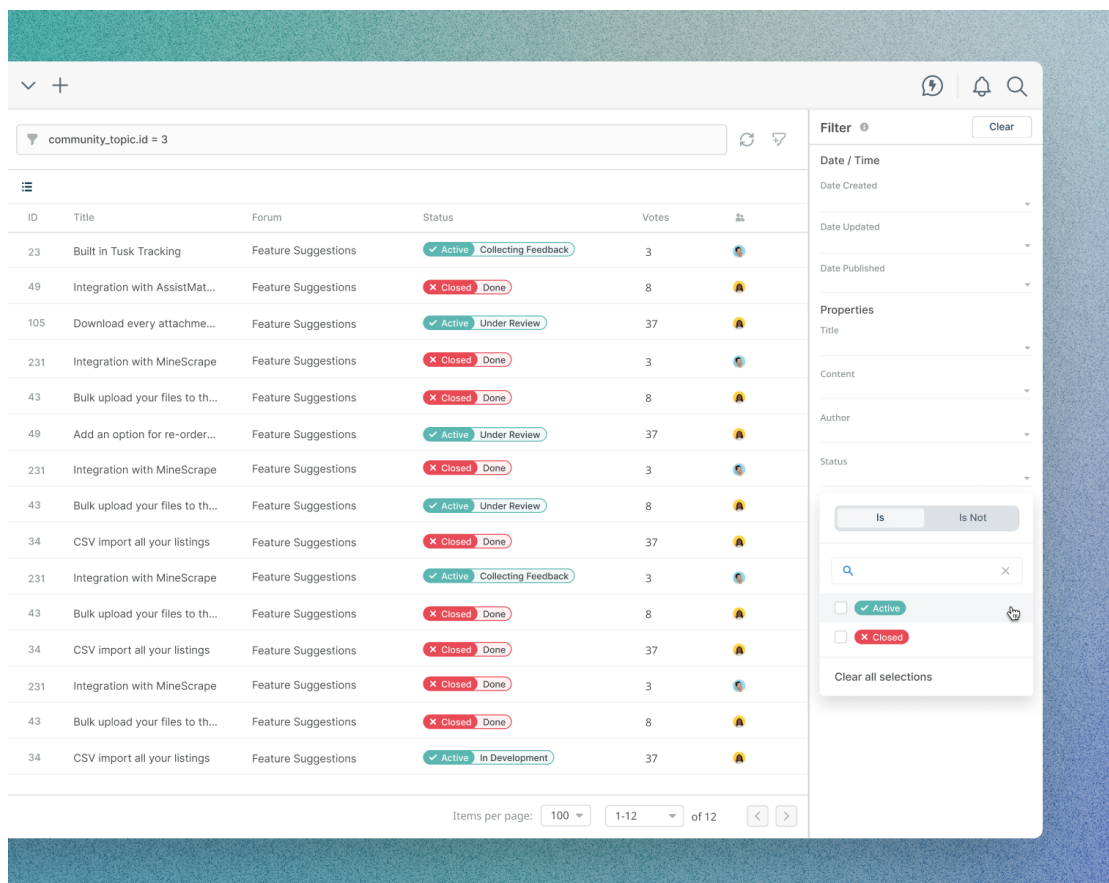 community_topic.id = 3
ID Title Forum Status Votes
23 Built in Tusk Tracking Feature Suggestions Active Collecting Feedback 3
49 Integration with AssistMat... Feature Suggestions Closed Done 8
105 Download every attachme... Feature Suggestions Active Under Review 37
231 Integration with MineScrape Feature Suggestions Closed Done 3
43 Bulk upload your files to th... Feature Suggestions Closed Done 8
49 Add an option for re-order... Feature Suggestions Active Under Review 37
231 Integration with MineScrape Feature Suggestions Closed Done 3
43 Bulk upload your files to th... Feature Suggestions Active Under Review 8
34 CSV import all your listings Feature Suggestions Closed Done 37
231 Integration with MineScrape Feature Suggestions Active Collecting Feedback 3
43 Bulk upload your files to th... Feature Suggestions Closed Done 8
34 CSV import all your listings Feature Suggestions Closed Done 37
231 Integration with MineScrape Feature Suggestions Closed Done 3
43 Bulk upload your files to th... Feature Suggestions Closed Done 8
34 CSV import all your listings Feature Suggestions Active In Development 37
Items per page: 100 1-12 of 12
Filter Clear
Date / Time
Date Created
Date Updated
Date Published
Properties
Title
Content
Author
Status
Is Is Not
Active
Closed
Clear all selections